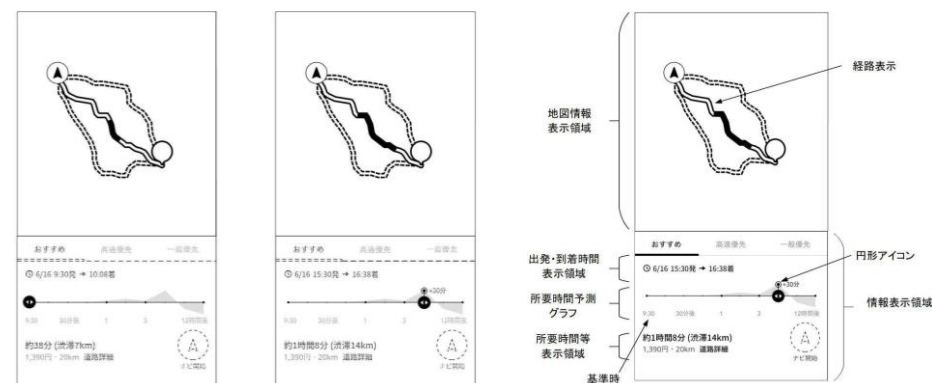 おすすめ 高速優先 一般優先
6/16 9:30発 → 10:08着
9:30 30分後 1 3 12時間後
約38分 (渋滞7km)
1,390円・20km 道路詳細
ナビ開始
おすすめ 高速優先 一般優先
6/16 15:30発 → 16:38着
+30分
9:30 30分後 1 3 12時間後
約1時間8分 (渋滞14km)
1,390円・20km 道路詳細
ナビ開始
地図情報
表示領域
経路表示
おすすめ 高速優先 一般優先
出発・到着時間
表示領域
6/16 15:30発 → 16:38着
円形アイコン
+30分
所要時間予測
グラフ
情報表示領域
9:30 30分後 1 3 12時間後
所要時間等
表示領域
約1時間8分 (渋滞14km)
1,390円・20km 道路詳細
ナビ開始
基準時